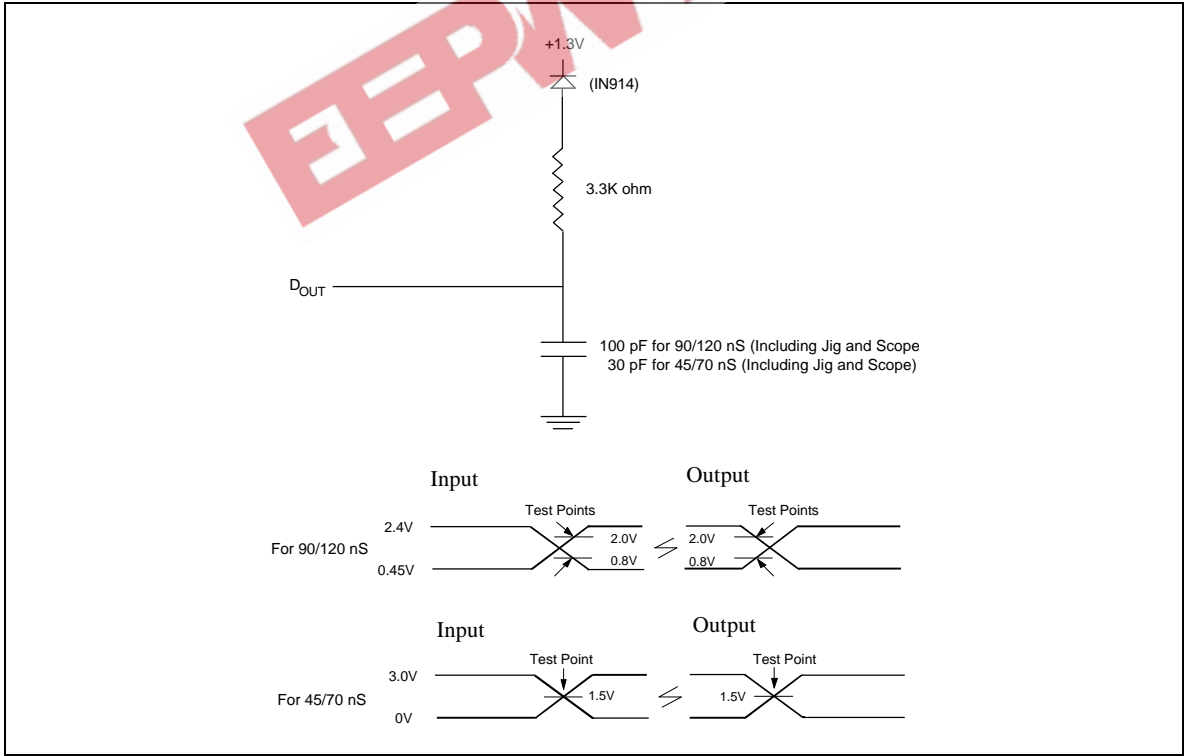 EEPW
+1.3V
(IN914)
3.3K ohm
DOUT
100 pF for 90/120 nS (Including Jig and Scope
30 pF for 45/70 nS (Including Jig and Scope)
Input Output
Test Points Test Points
2.4V
For 90/120 nS 2.0V 2.0V
0.8V 0.8V
0.45V
Input Output
Test Point Test Point
3.0V
For 45/70 nS 1.5V 1.5V
0V